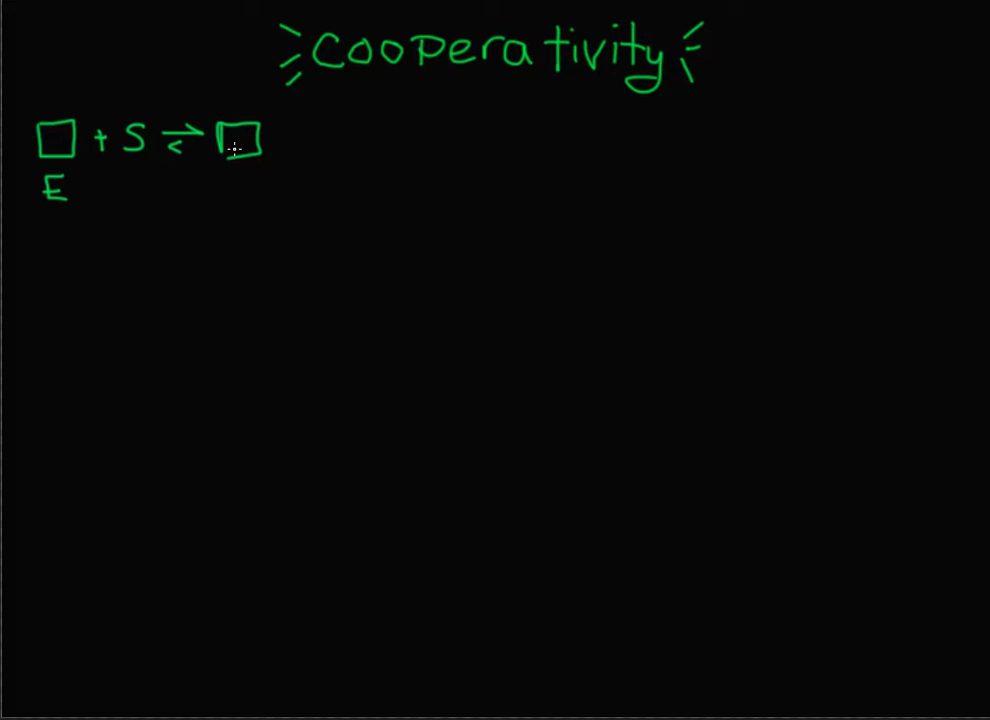 Cooperativity
□ + S ⇌ □
E